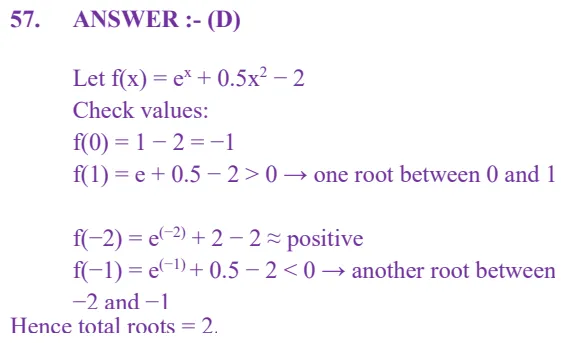 57. ANSWER :- (D)
Let f(x) = eˣ + 0.5x² − 2
Check values:
f(0) = 1 − 2 = −1
f(1) = e + 0.5 − 2 > 0 → one root between 0 and 1
f(−2) = e⁽⁻²⁾ + 2 − 2 ≈ positive
f(−1) = e⁽⁻¹⁾ + 0.5 − 2 < 0 → another root between
−2 and −1
Hence total roots = 2.